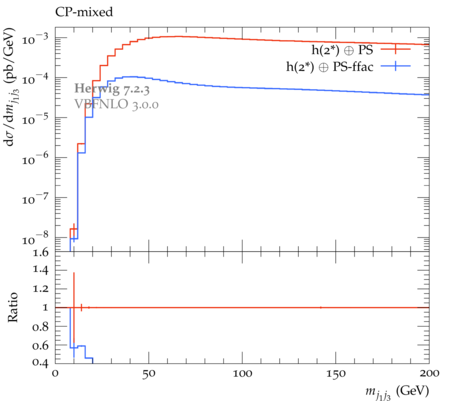 CP-mixed
h(2*) ⊕ PS
h(2*) ⊕ PS-ffac
Herwig 7.2.3
VBFNLO 3.0.0
10⁻³
10⁻⁴
10⁻⁵
10⁻⁶
10⁻⁷
10⁻⁸
dσ/dm_{j₁j₃} (pb/GeV)
1.6
1.4
1.2
1
0.8
0.6
0.4
Ratio
0 50 100 150 200
m_{j₁j₃} (GeV)